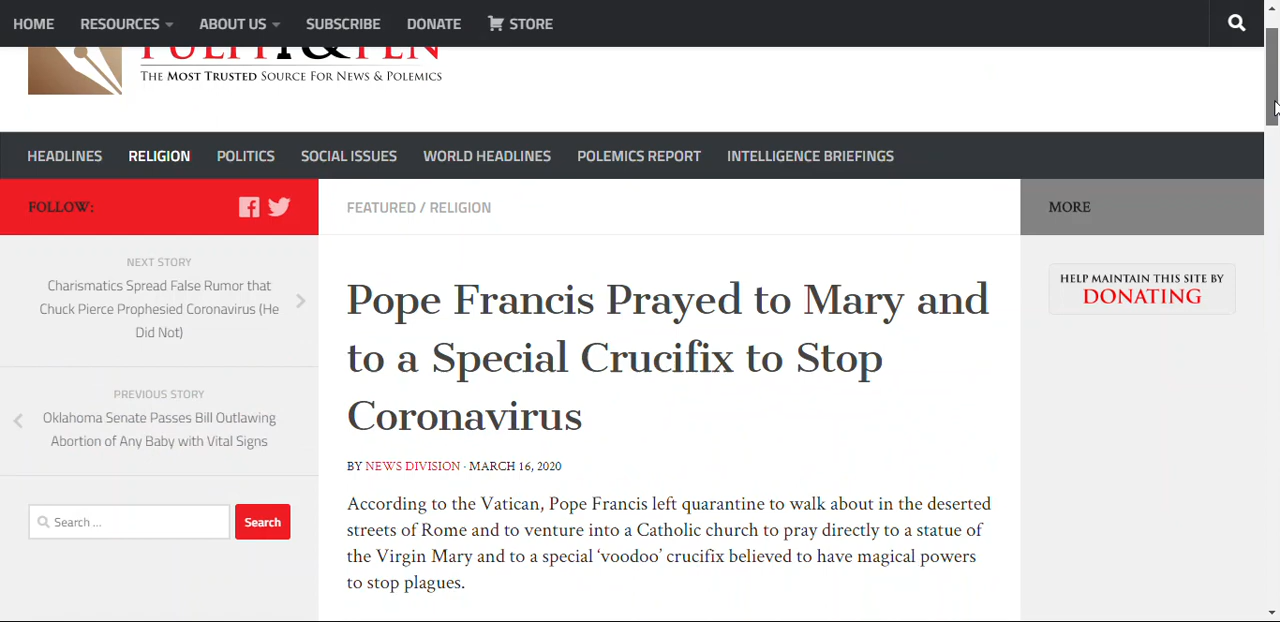 HOME RESOURCES ABOUT US SUBSCRIBE DONATE STORE
PULPIT & PEN
The Most Trusted Source For News & Polemics
HEADLINES RELIGION POLITICS SOCIAL ISSUES WORLD HEADLINES POLEMICS REPORT INTELLIGENCE BRIEFINGS
FOLLOW:
NEXT STORY
Charismatics Spread False Rumor that
Chuck Pierce Prophesied Coronavirus (He
Did Not)
PREVIOUS STORY
Oklahoma Senate Passes Bill Outlawing
Abortion of Any Baby with Vital Signs
Search ... Search
FEATURED / RELIGION
Pope Francis Prayed to Mary and
to a Special Crucifix to Stop
Coronavirus
BY NEWS DIVISION · MARCH 16, 2020
According to the Vatican, Pope Francis left quarantine to walk about in the deserted
streets of Rome and to venture into a Catholic church to pray directly to a statue of
the Virgin Mary and to a special ‘voodoo’ crucifix believed to have magical powers
to stop plagues.
MORE
HELP MAINTAIN THIS SITE BY
DONATING